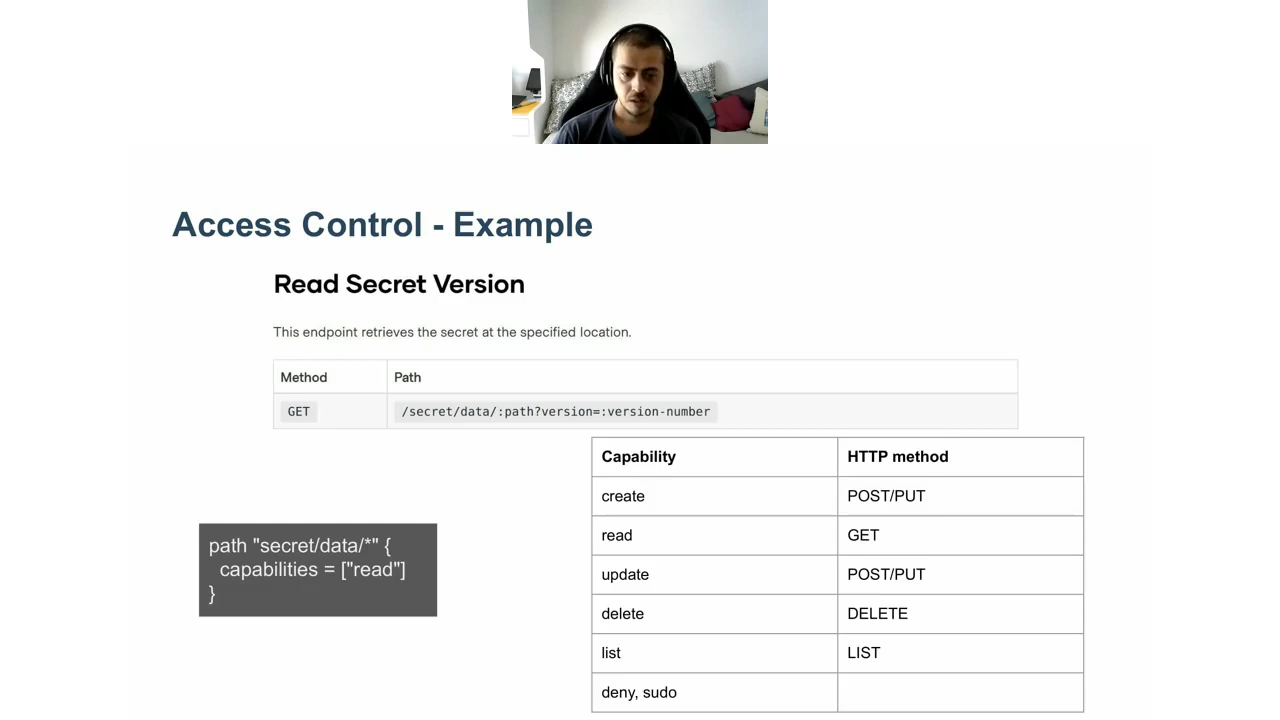 Access Control - Example
Read Secret Version
This endpoint retrieves the secret at the specified location.
Method Path
GET /secret/data/:path?version=:version-number
Capability HTTP method
create POST/PUT
read GET
update POST/PUT
delete DELETE
list LIST
deny, sudo
path "secret/data/*" {
capabilities = ["read"]
}